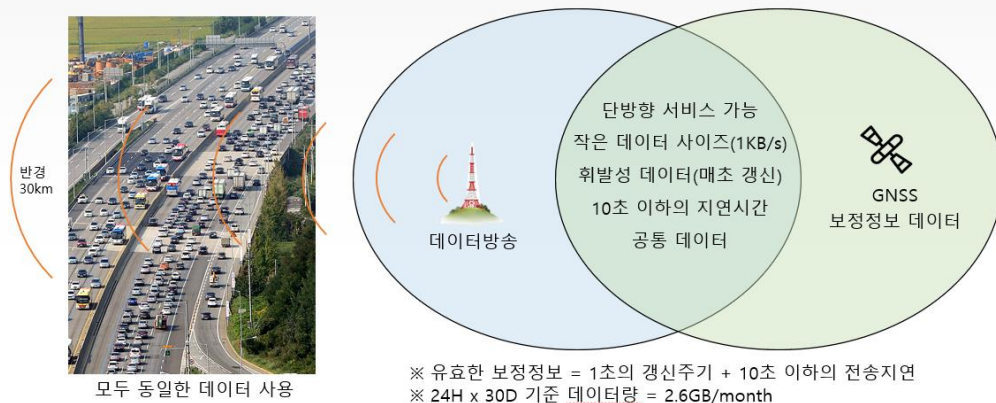 반경
30km
모두 동일한 데이터 사용
데이터방송
단방향 서비스 가능
작은 데이터 사이즈(1KB/s)
휘발성 데이터(매초 갱신)
10초 이하의 지연시간
공통 데이터
GNSS
보정정보 데이터
※ 유효한 보정정보 = 1초의 갱신주기 + 10초 이하의 전송지연
※ 24H x 30D 기준 데이터량 = 2.6GB/month